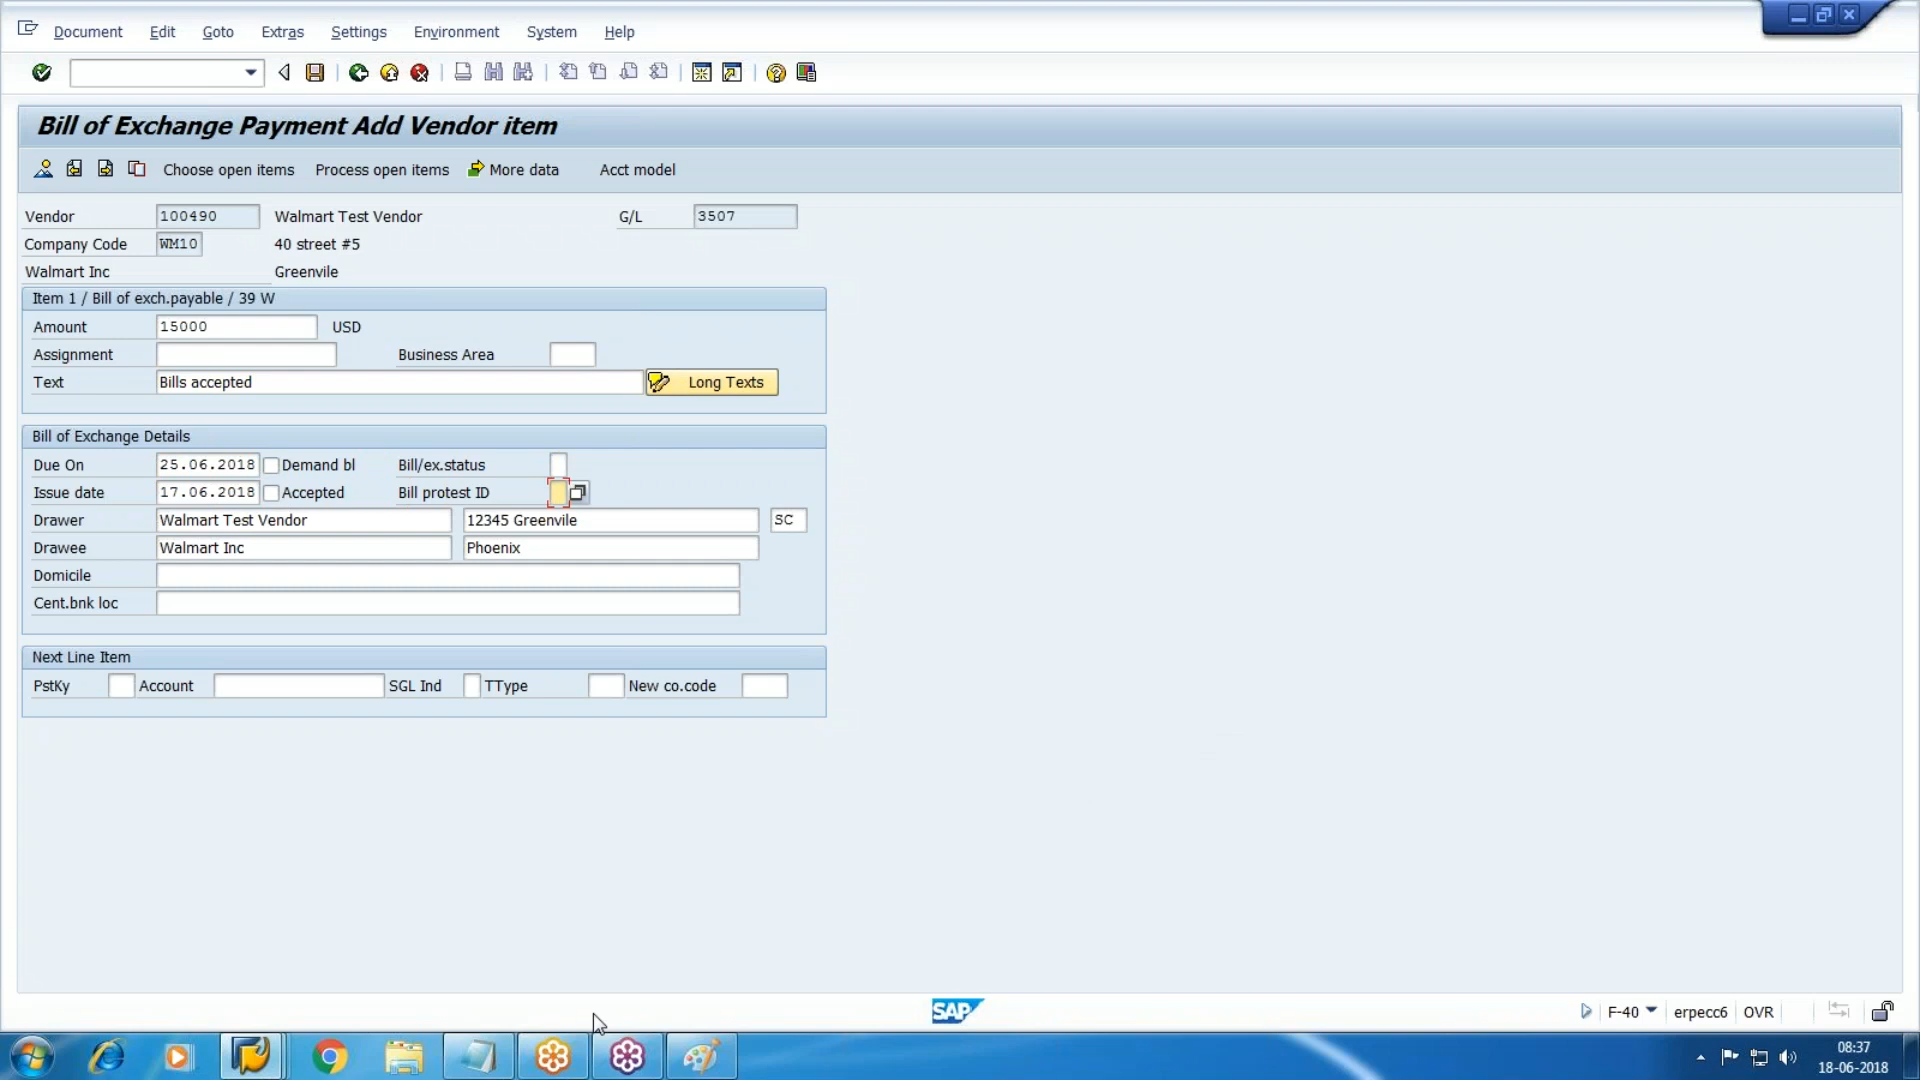 Document Edit Goto Extras Settings Environment System Help
Bill of Exchange Payment Add Vendor item
Choose open items Process open items More data Acct model
Vendor 100490 Walmart Test Vendor G/L 3507
Company Code WM10 40 street #5
Walmart Inc Greenvile
Item 1 / Bill of exch.payable / 39 W
Amount 15000 USD
Assignment Business Area
Text Bills accepted Long Texts
Bill of Exchange Details
Due On 25.06.2018 Demand bl Bill/ex.status
Issue date 17.06.2018 Accepted Bill protest ID
Drawer Walmart Test Vendor 12345 Greenvile SC
Drawee Walmart Inc Phoenix
Domicile
Cent.bnk loc
Next Line Item
PstKy Account SGL Ind TType New co.code
SAP F-40 erpecc6 OVR
08:37
18-06-2018